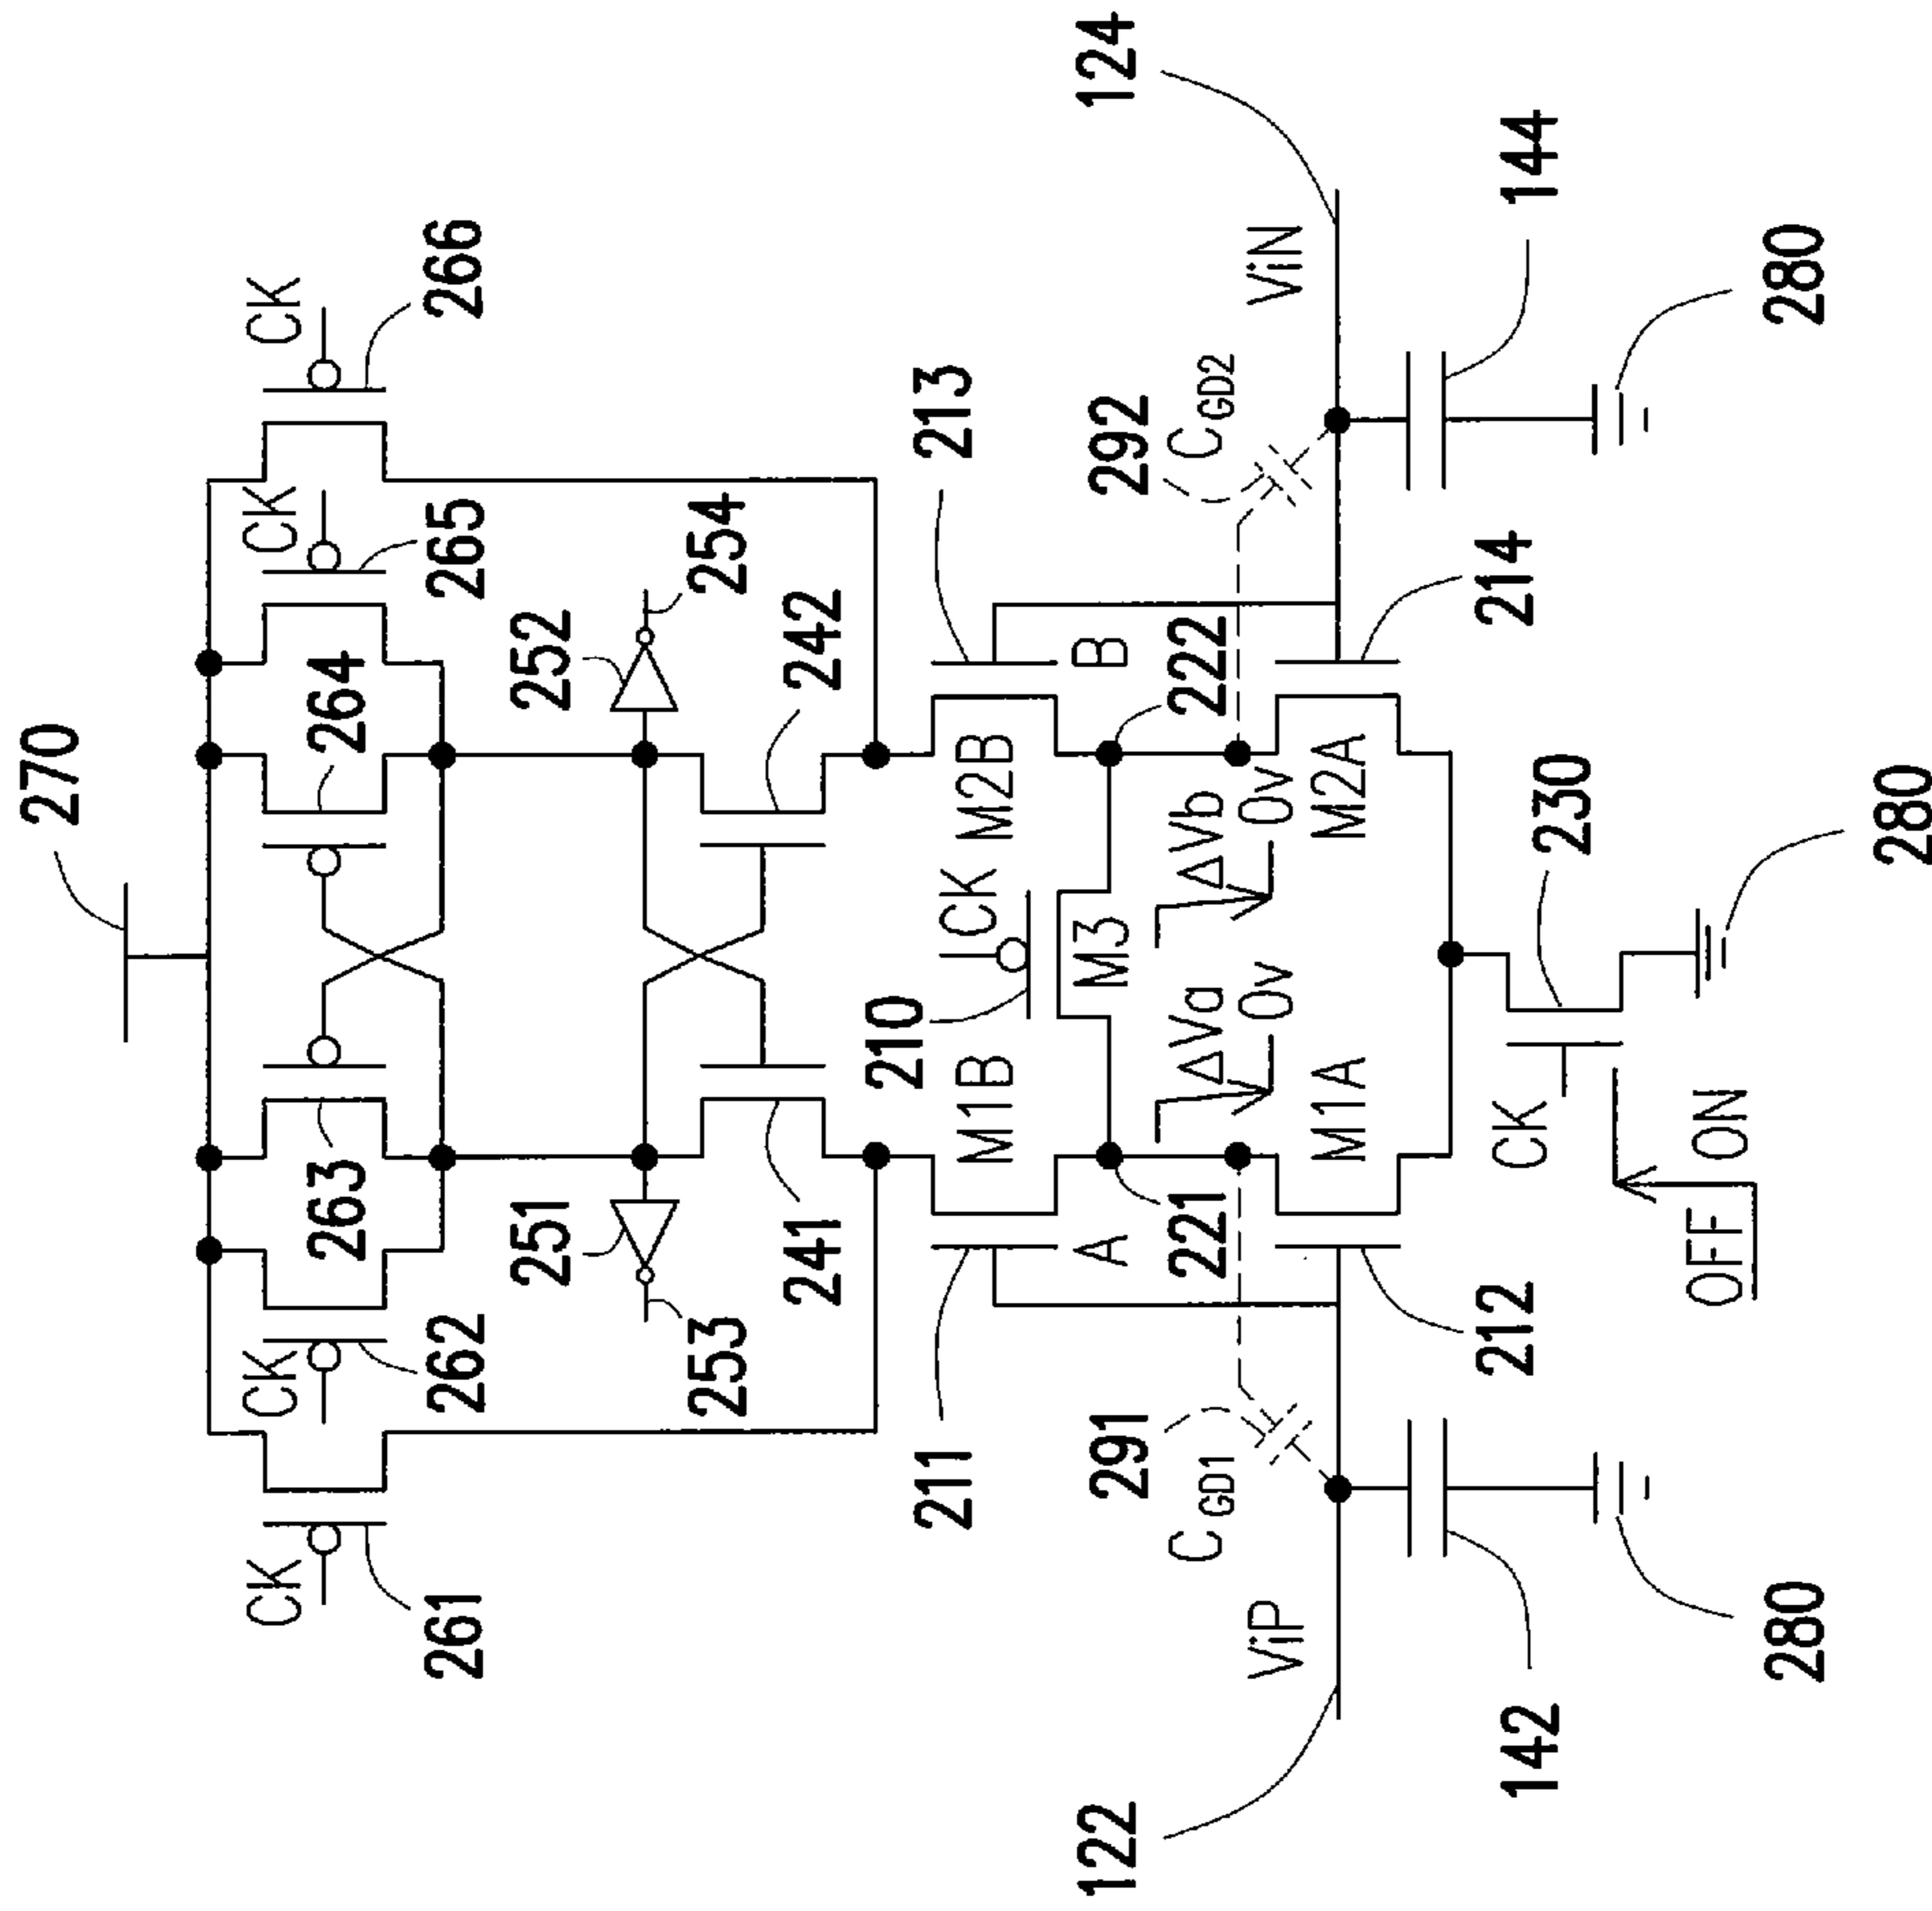 270
CK
261
CK
262
263
264
CK
265
CK
266
251
253
252
254
241
242
211
M1B
A
210
CK
M3
M2B
B
213
122
ViP
C GD1
291
221
ΔVa
0v
ΔVb
0v
222
292
C GD2
ViN
124
M1A
212
M2A
214
142
280
CK
OFF
ON
230
280
144
280